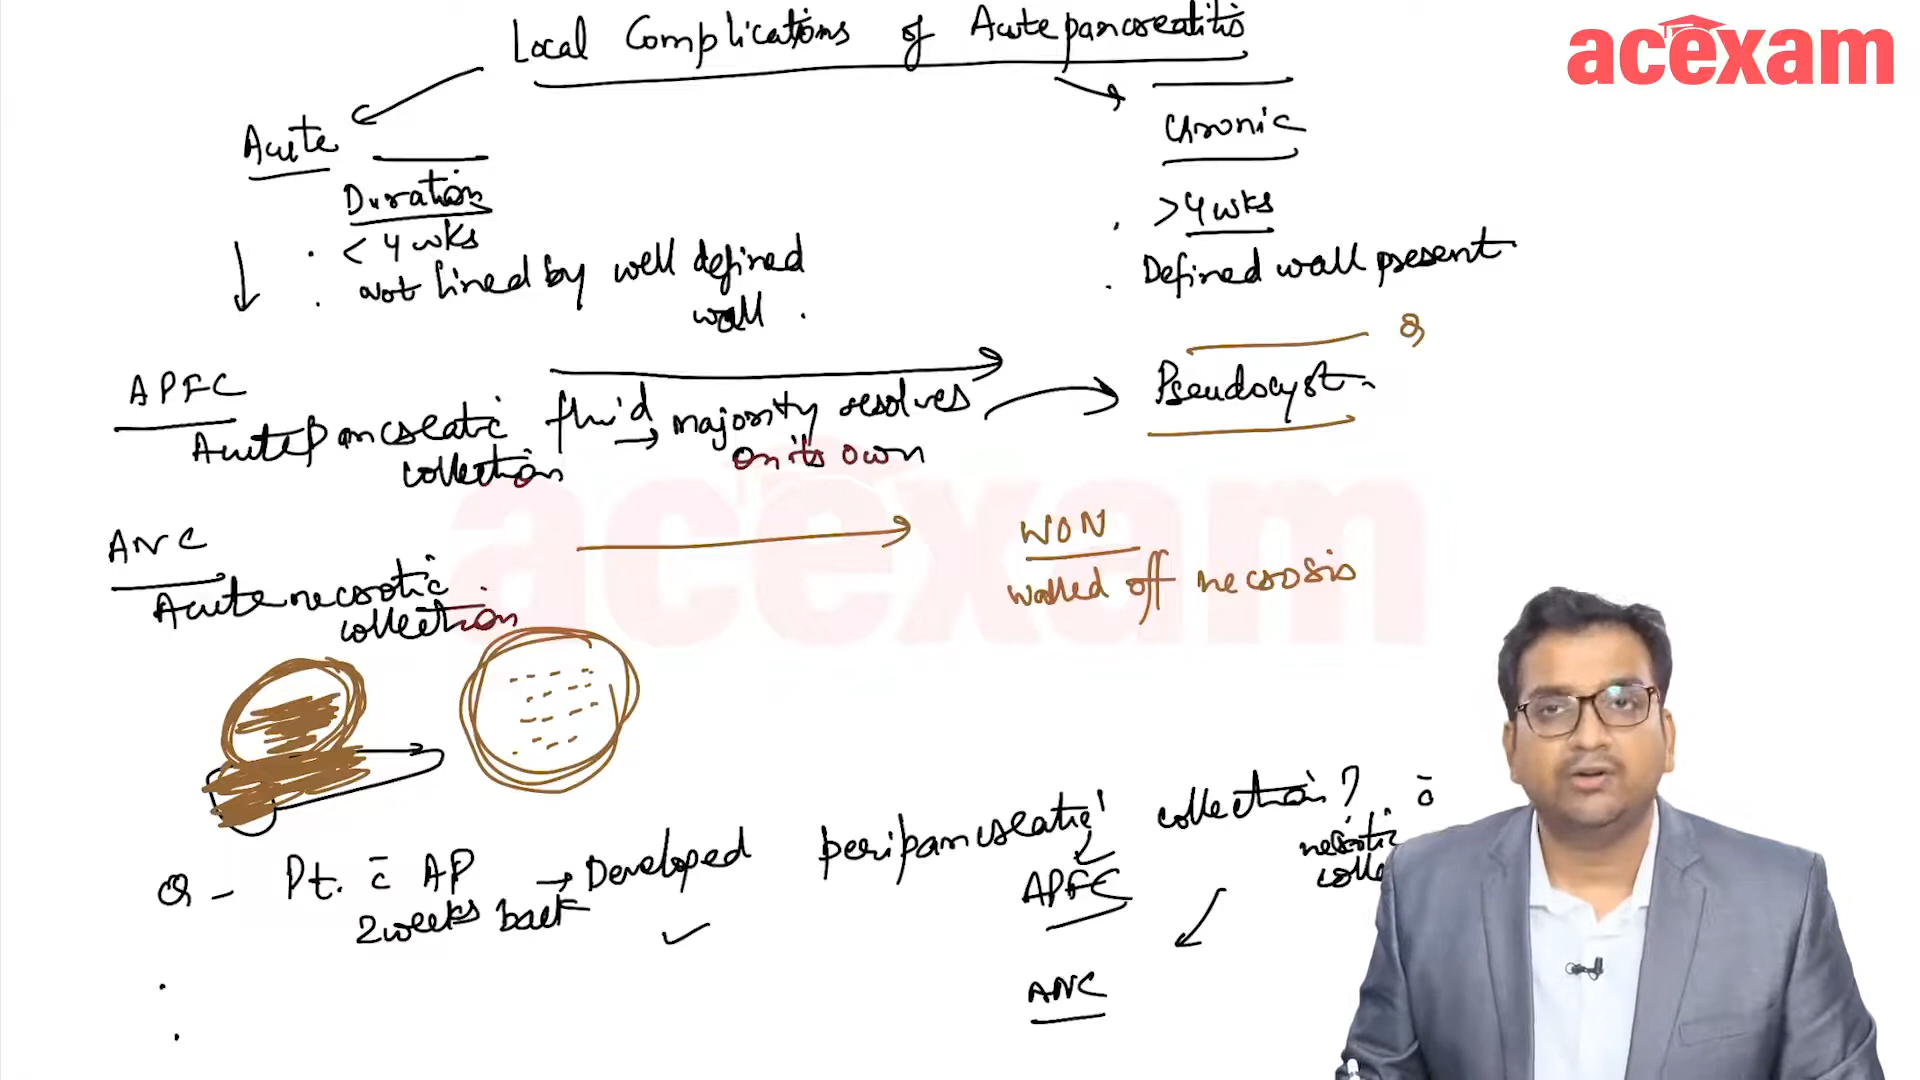 Local Complications of Acute pancreatitis
acexam
Acute
Chronic
Duration
< 4 wks
> 4 wks
not lined by well defined
wall.
Defined wall present
Q
APFC
Pseudocyst
Acute pancreatic fluid → majority resolves
collection
on its own
acexam
ANC
WON
Acute necrotic
collection
walled off necrosis
Q - Pt. c̄ AP → Developed peripancreatic collection? c̄
2 weeks back
necrotic
APFC
ANC